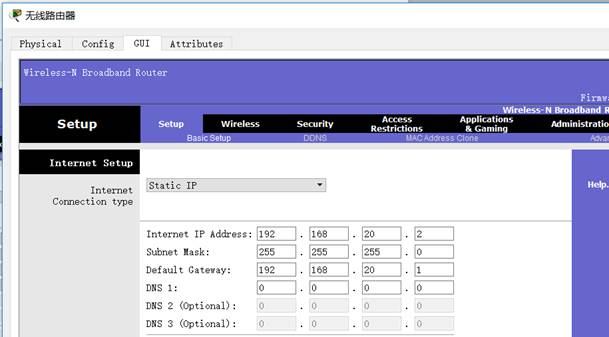 无线路由器
Physical Config GUI Attributes
Wireless-N Broadband Router
Firmw
Wireless-N Broadband R
Setup
Setup Wireless Security Access Restrictions Applications & Gaming Administratio
Basic Setup DDNS MAC Address Clone Adva
Internet Setup
Internet Connection type
Static IP
Help.
Internet IP Address: 192 . 168 . 20 . 2
Subnet Mask: 255 . 255 . 255 . 0
Default Gateway: 192 . 168 . 20 . 1
DNS 1: 0 . 0 . 0 . 0
DNS 2 (Optional): 0 . 0 . 0 . 0
DNS 3 (Optional): 0 . 0 . 0 . 0